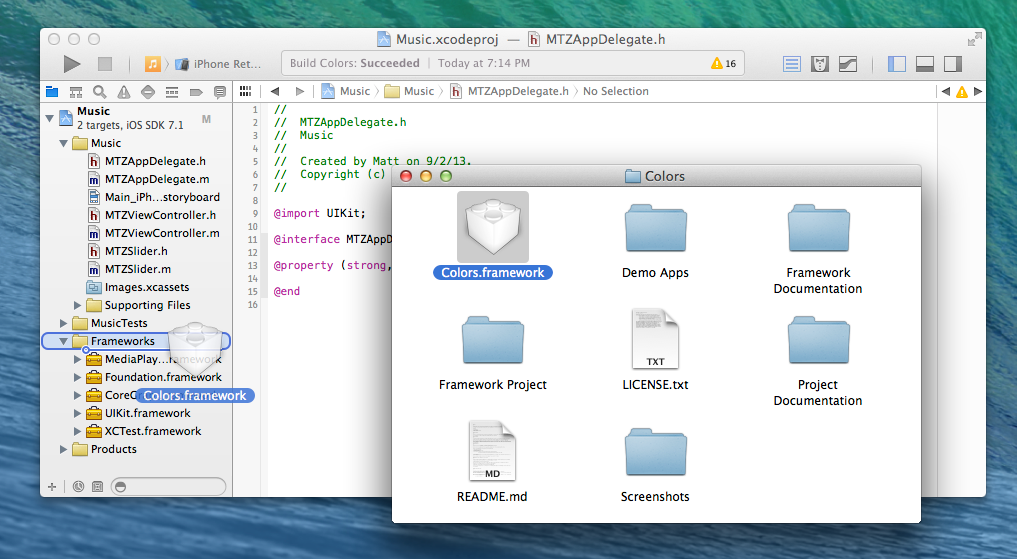 Music.xcodeproj — MTZAppDelegate.h
iPhone Ret...
Build Colors: Succeeded | Today at 7:14 PM
16
Music
Music
MTZAppDelegate.h
No Selection
Music
2 targets, iOS SDK 7.1
M
Music
MTZAppDelegate.h
MTZAppDelegate.m
Main_iPh...storyboard
MTZViewController.h
MTZViewController.m
MTZSlider.h
MTZSlider.m
Images.xcassets
Supporting Files
MusicTests
Frameworks
MediaPlay...ramework
Foundation.framework
CoreG
Colors.framework
UIKit.framework
XCTest.framework
Products
1 //
2 // MTZAppDelegate.h
3 // Music
4 //
5 // Created by Matt on 9/2/13.
6 // Copyright (c)
7 //
8
9 @import UIKit;
10
11 @interface MTZAppD
12
13 @property (strong,
14
15 @end
16
Colors
Colors.framework
Demo Apps
Framework
Documentation
Framework Project
TXT
LICENSE.txt
Project
Documentation
MD
README.md
Screenshots